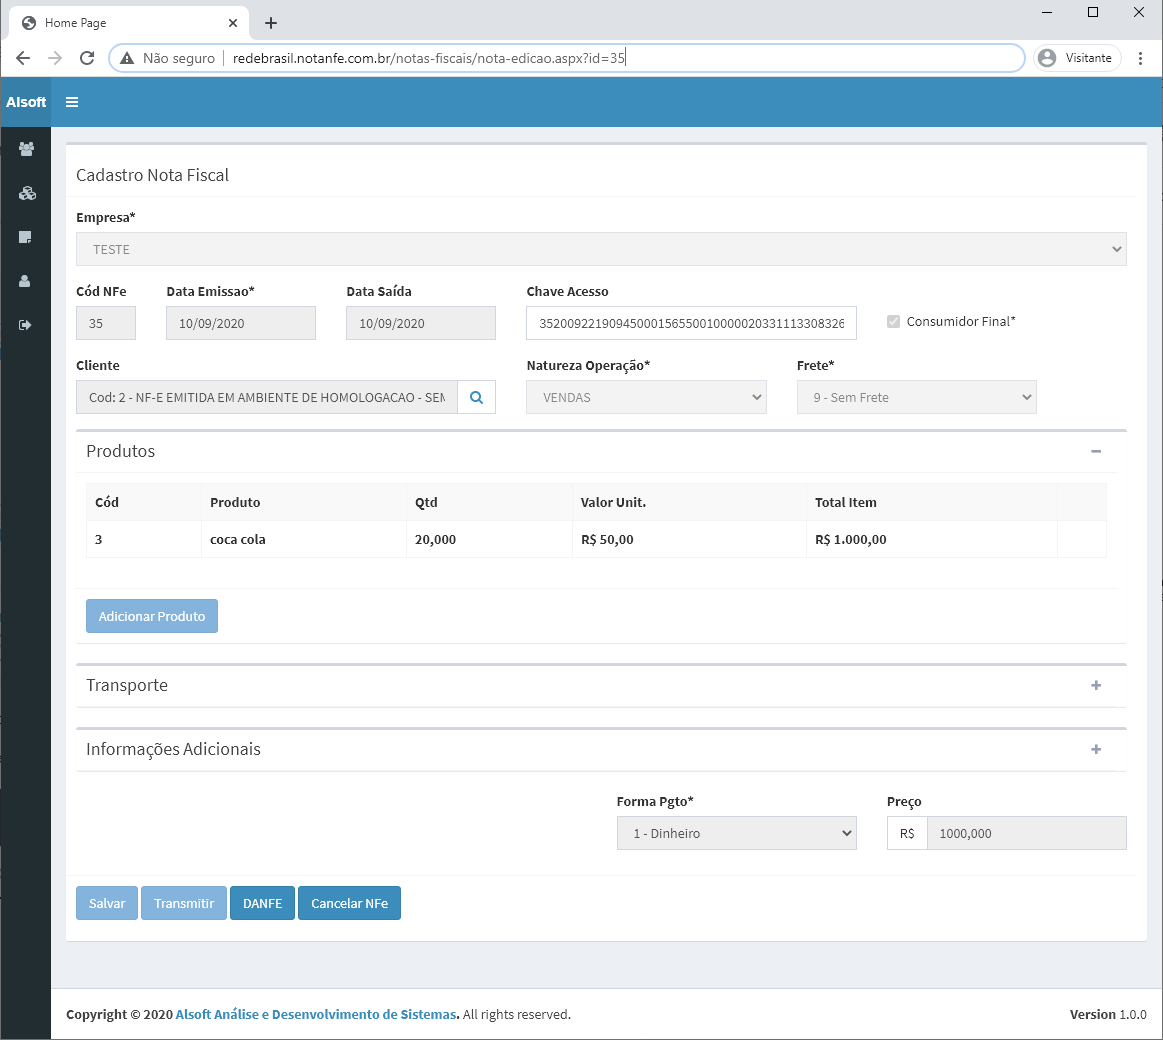 Home Page
Não seguro
redebrasil.notanfe.com.br/notas-fiscais/nota-edicao.aspx?id=35
Visitante
Alsoft
Cadastro Nota Fiscal
Empresa*
TESTE
Cód NFe Data Emissao* Data Saída Chave Acesso
35 10/09/2020 10/09/2020 35200922190945000156550010000020331113308326 Consumidor Final*
Cliente Natureza Operação* Frete*
Cod: 2 - NF-E EMITIDA EM AMBIENTE DE HOMOLOGACAO - SEM VENDAS 9 - Sem Frete
Produtos
Cód Produto Qtd Valor Unit. Total Item
3 coca cola 20,000 R$ 50,00 R$ 1.000,00
Adicionar Produto
Transporte
Informações Adicionais
Forma Pgto* Preço
1 - Dinheiro R$ 1000,000
Salvar Transmitir DANFE Cancelar NFe
Copyright © 2020 Alsoft Análise e Desenvolvimento de Sistemas. All rights reserved. Version 1.0.0